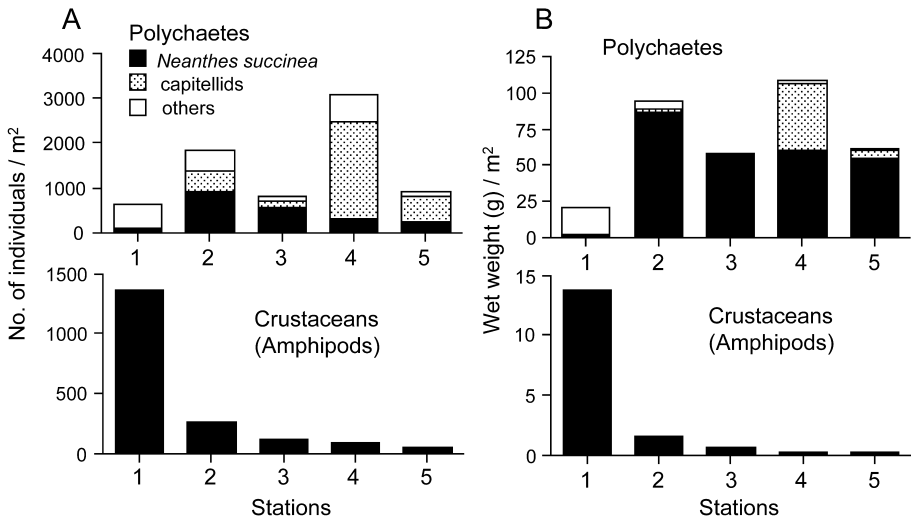 A
Polychaetes
Neanthes succinea
capitellids
others
4000
3000
2000
1000
0
1 2 3 4 5
No. of individuals / m²
1500
1000
500
0
Crustaceans
(Amphipods)
1 2 3 4 5
Stations
B
Polychaetes
125
100
75
50
25
0
1 2 3 4 5
Wet weight (g) / m²
15
10
5
0
Crustaceans
(Amphipods)
1 2 3 4 5
Stations